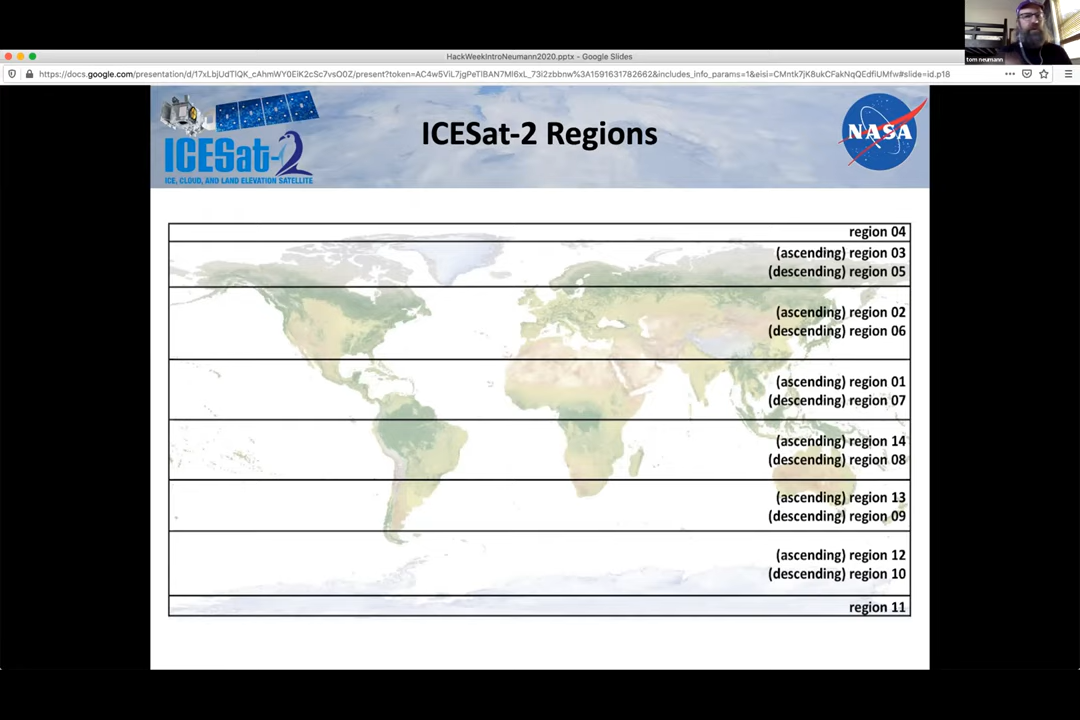 tom neumann
HackWeekIntroNeumann2020.pptx - Google Slides
ICESat-2
ICE, CLOUD, AND LAND ELEVATION SATELLITE
ICESat-2 Regions
NASA
region 04
(ascending) region 03
(descending) region 05
(ascending) region 02
(descending) region 06
(ascending) region 01
(descending) region 07
(ascending) region 14
(descending) region 08
(ascending) region 13
(descending) region 09
(ascending) region 12
(descending) region 10
region 11